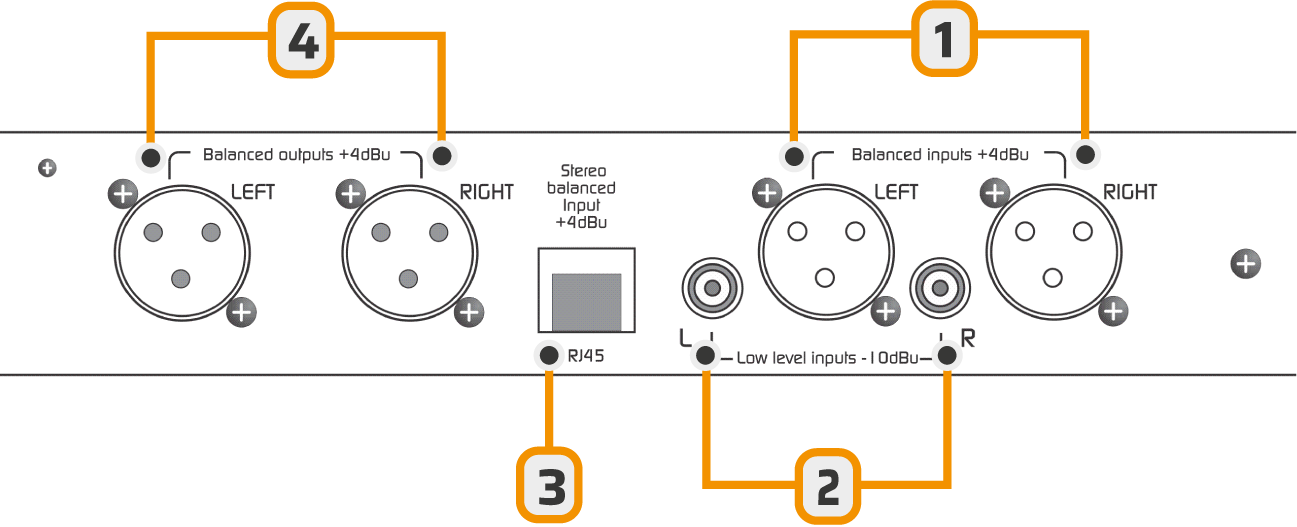 4
1
Balanced outputs +4dBu
Balanced inputs +4dBu
LEFT
RIGHT
Stereo
balanced
Input
+4dBu
LEFT
RIGHT
L
R
RJ45
Low level inputs -10dBu
3
2